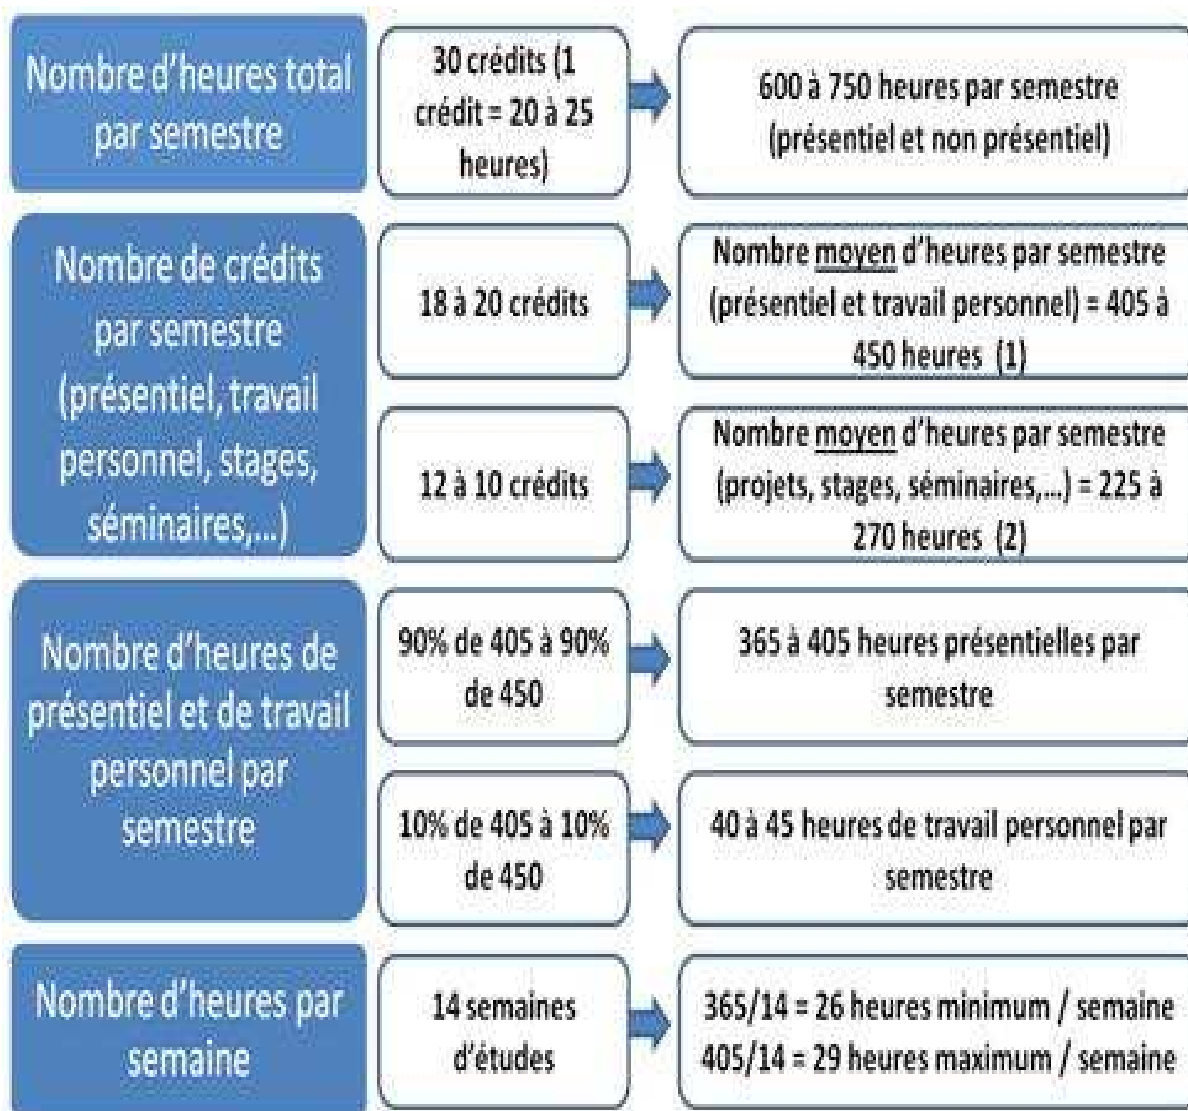 Nombre d'heures total
par semestre
30 crédits (1
crédit = 20 à 25
heures)
600 à 750 heures par semestre
(présentiel et non présentiel)
Nombre de crédits
par semestre
(présentiel, travail
personnel, stages,
séminaires,...)
18 à 20 crédits
Nombre moyen d'heures par semestre
(présentiel et travail personnel) = 405 à
450 heures (1)
12 à 10 crédits
Nombre moyen d'heures par semestre
(projets, stages, séminaires,...) = 225 à
270 heures (2)
Nombre d'heures de
présentiel et de travail
personnel par
semestre
90% de 405 à 90%
de 450
365 à 405 heures présentielles par
semestre
10% de 405 à 10%
de 450
40 à 45 heures de travail personnel par
semestre
Nombre d'heures par
semaine
14 semaines
d'études
365/14 = 26 heures minimum / semaine
405/14 = 29 heures maximum / semaine